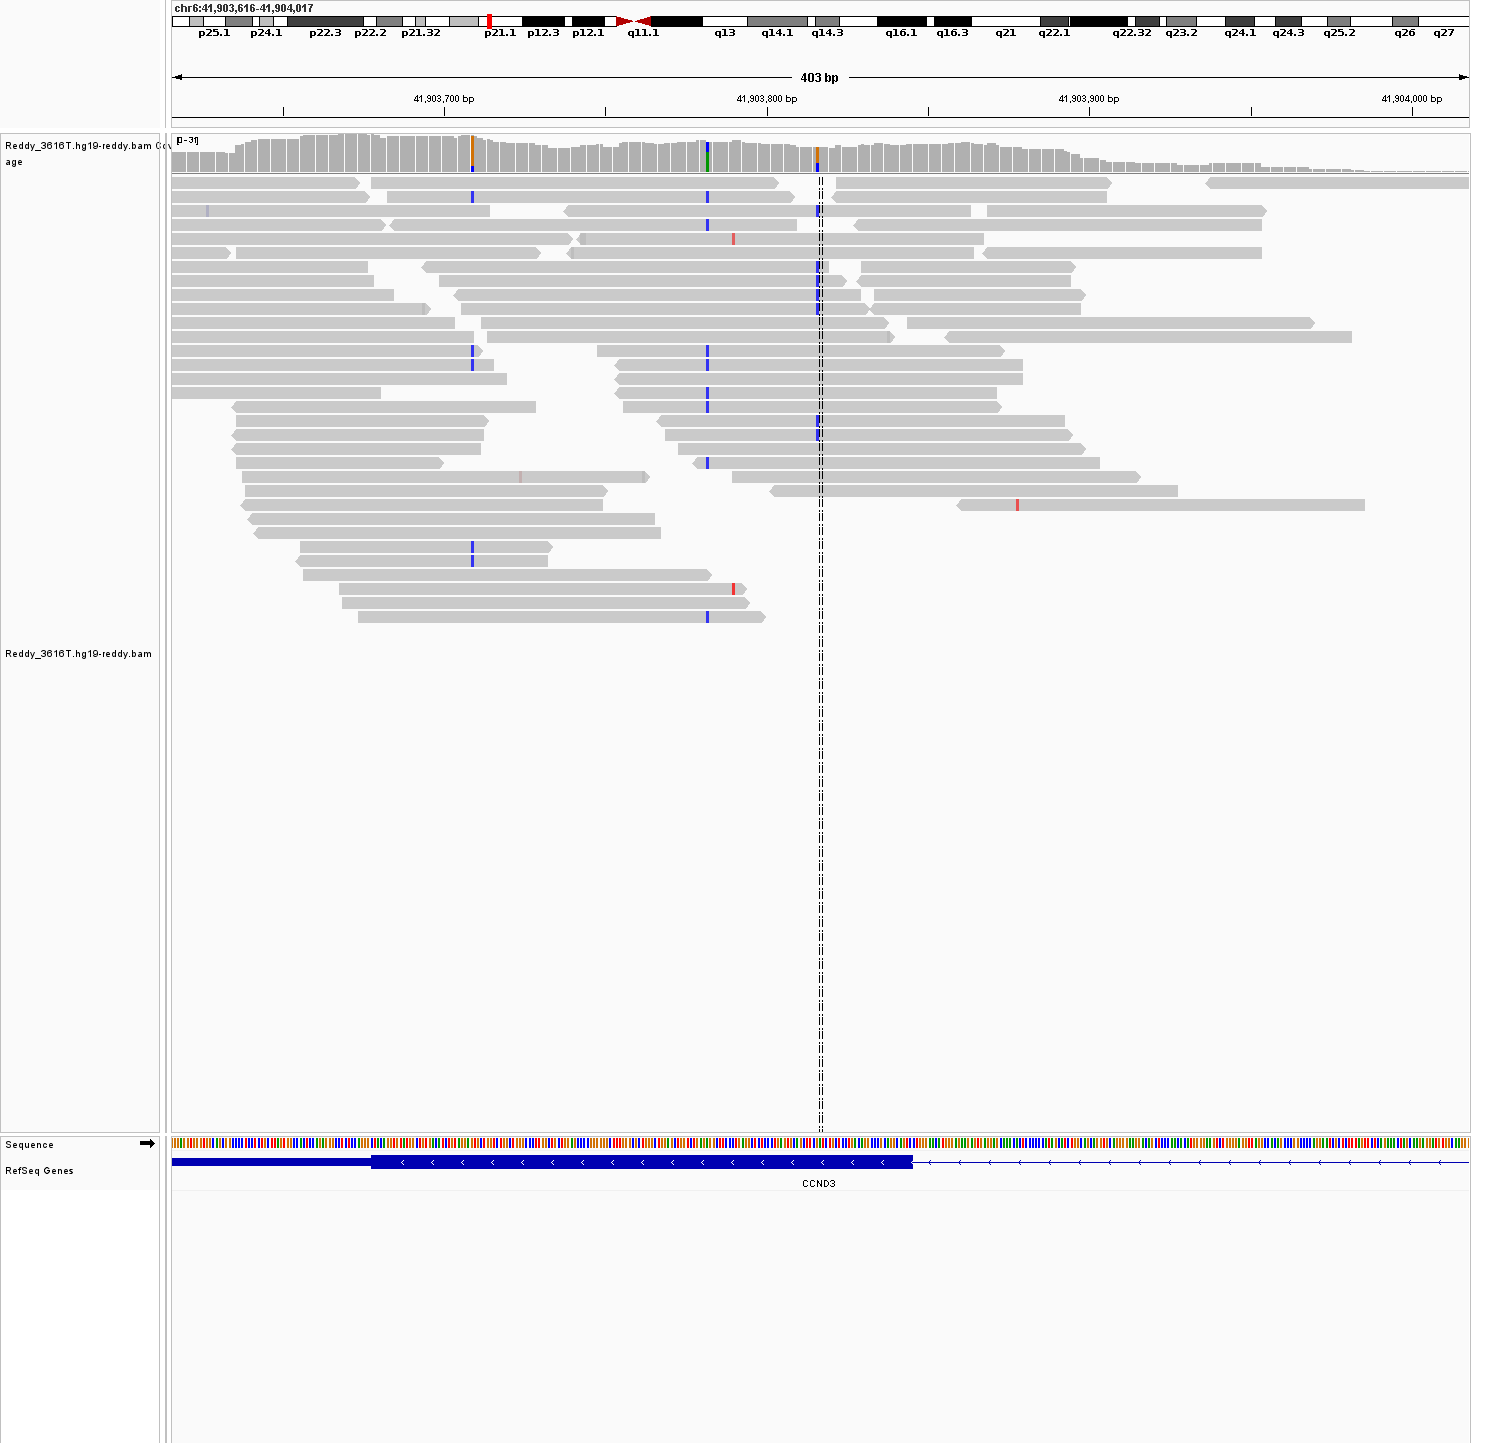 chr6:41,903,616-41,904,017
p25.1 p24.1 p22.3 p22.2 p21.32 p21.1 p12.3 p12.1 q11.1 q13 q14.1 q14.3 q16.1 q16.3 q21 q22.1 q22.32 q23.2 q24.1 q24.3 q25.2 q26 q27
403 bp
41,903,700 bp 41,903,800 bp 41,903,900 bp 41,904,000 bp
[0-31]
Reddy_3616T.hg19-reddy.bam Cov
age
Reddy_3616T.hg19-reddy.bam
Sequence
RefSeq Genes
CCND3